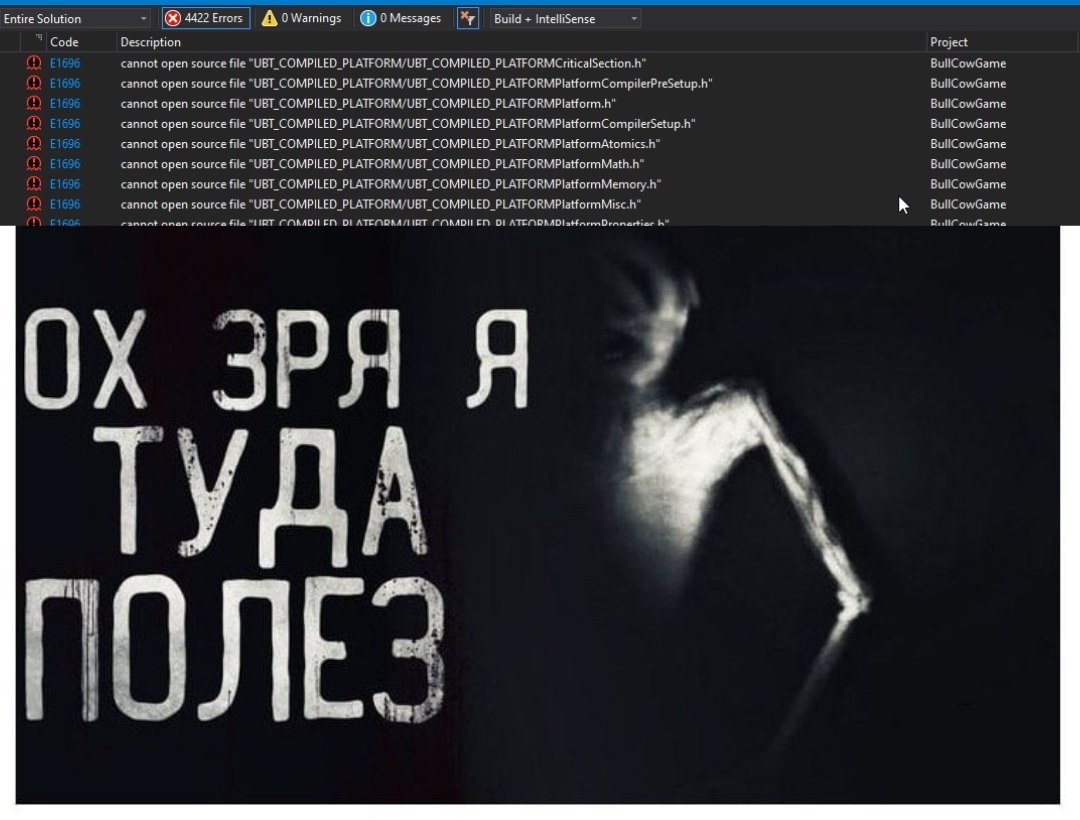 Entire Solution 4422 Errors 0 Warnings 0 Messages Build + IntelliSense
Code Description Project
E1696 cannot open source file "UBT_COMPILED_PLATFORM/UBT_COMPILED_PLATFORMCriticalSection.h" BullCowGame
E1696 cannot open source file "UBT_COMPILED_PLATFORM/UBT_COMPILED_PLATFORMPlatformCompilerPreSetup.h" BullCowGame
E1696 cannot open source file "UBT_COMPILED_PLATFORM/UBT_COMPILED_PLATFORMPlatform.h" BullCowGame
E1696 cannot open source file "UBT_COMPILED_PLATFORM/UBT_COMPILED_PLATFORMPlatformCompilerSetup.h" BullCowGame
E1696 cannot open source file "UBT_COMPILED_PLATFORM/UBT_COMPILED_PLATFORMPlatformAtomics.h" BullCowGame
E1696 cannot open source file "UBT_COMPILED_PLATFORM/UBT_COMPILED_PLATFORMPlatformMath.h" BullCowGame
E1696 cannot open source file "UBT_COMPILED_PLATFORM/UBT_COMPILED_PLATFORMPlatformMemory.h" BullCowGame
E1696 cannot open source file "UBT_COMPILED_PLATFORM/UBT_COMPILED_PLATFORMPlatformMisc.h" BullCowGame
E1696 cannot open source file "UBT_COMPILED_PLATFORM/UBT_COMPILED_PLATFORMPlatformProperties.h" BullCowGame
ОХ ЗРЯ Я
ТУДА
ПОЛЕЗ